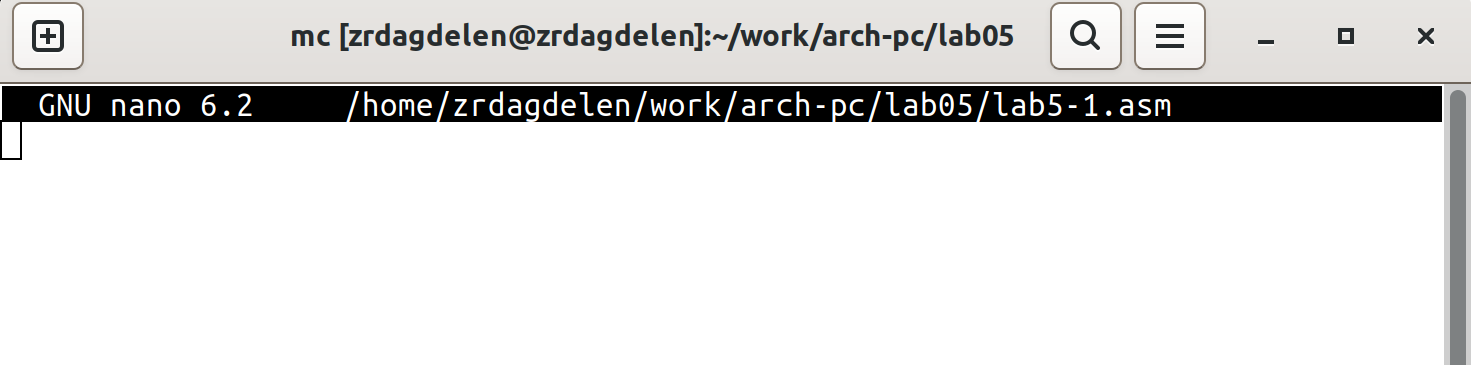 mc [zrdagdelen@zrdagdelen]:~/work/arch-pc/lab05
GNU nano 6.2 /home/zrdagdelen/work/arch-pc/lab05/lab5-1.asm